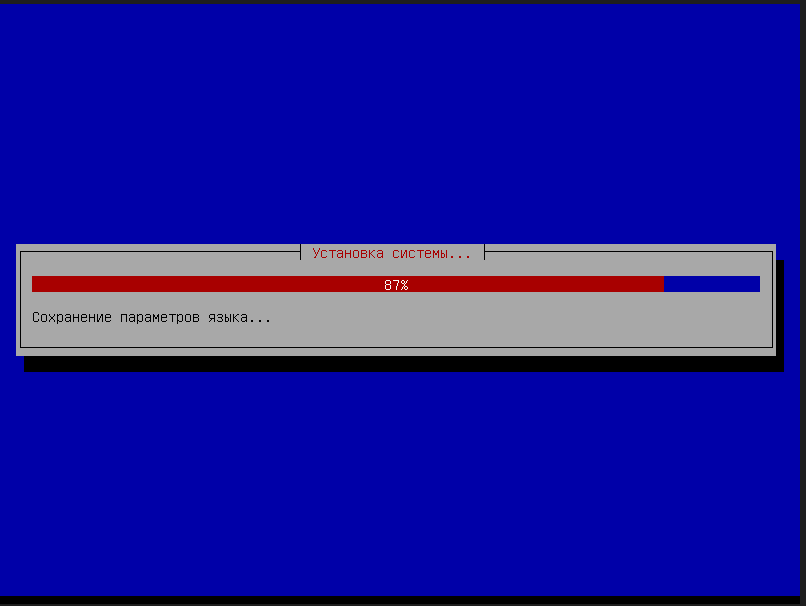 Установка системы...
87%
Сохранение параметров языка...